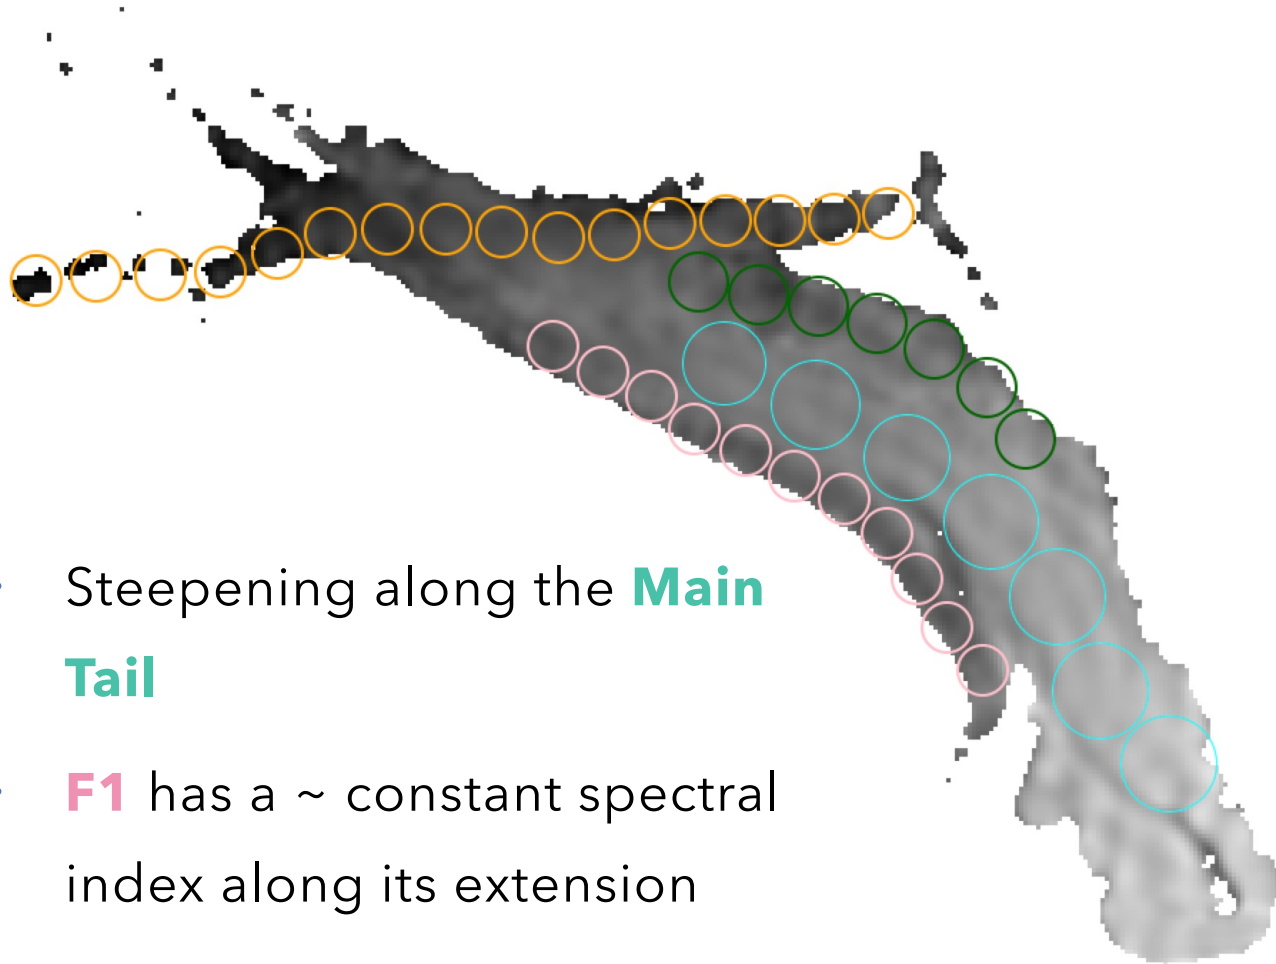 Steepening along the Main
Tail
F1 has a ~ constant spectral
index along its extension